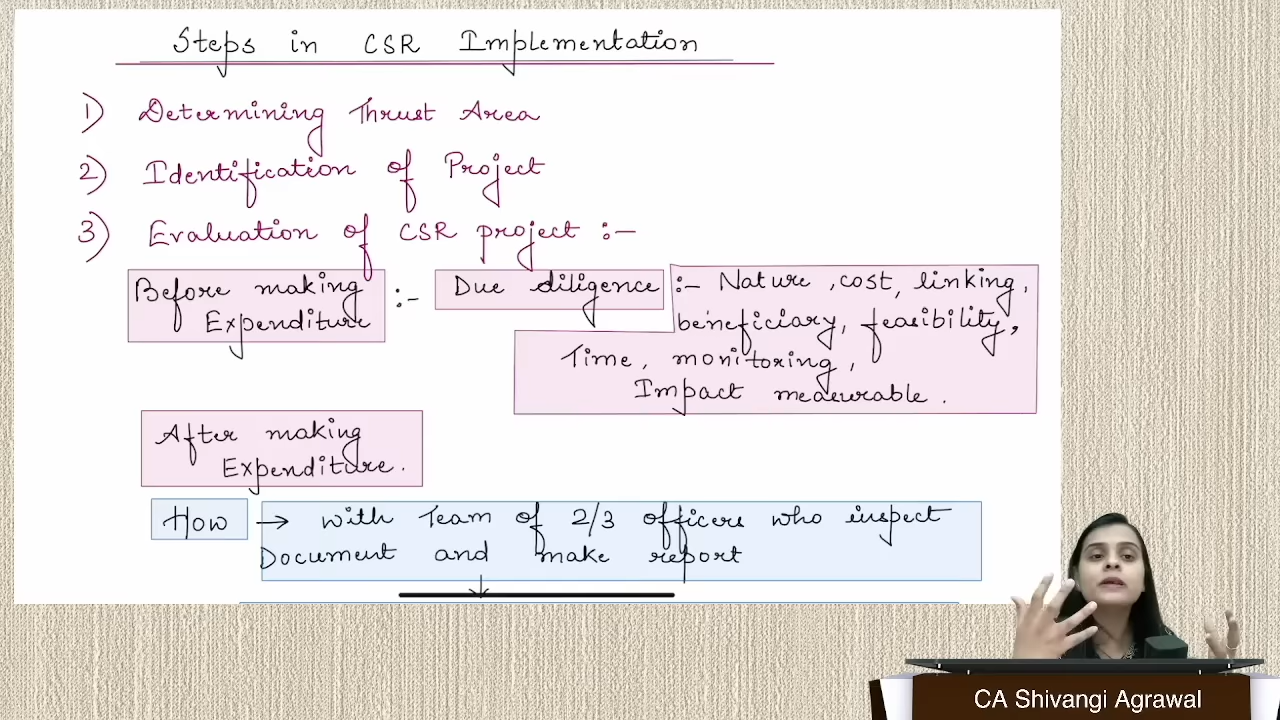 Steps in CSR Implementation
1) Determining Thrust Area
2) Identification of Project
3) Evaluation of CSR project :-
Before making Expenditure :- Due diligence :- Nature, cost, linking,
beneficiary, feasibility,
Time, monitoring,
Impact measurable.
After making
Expenditure.
How → with Team of 2/3 officers who inspect
Document and make report
CA Shivangi Agrawal